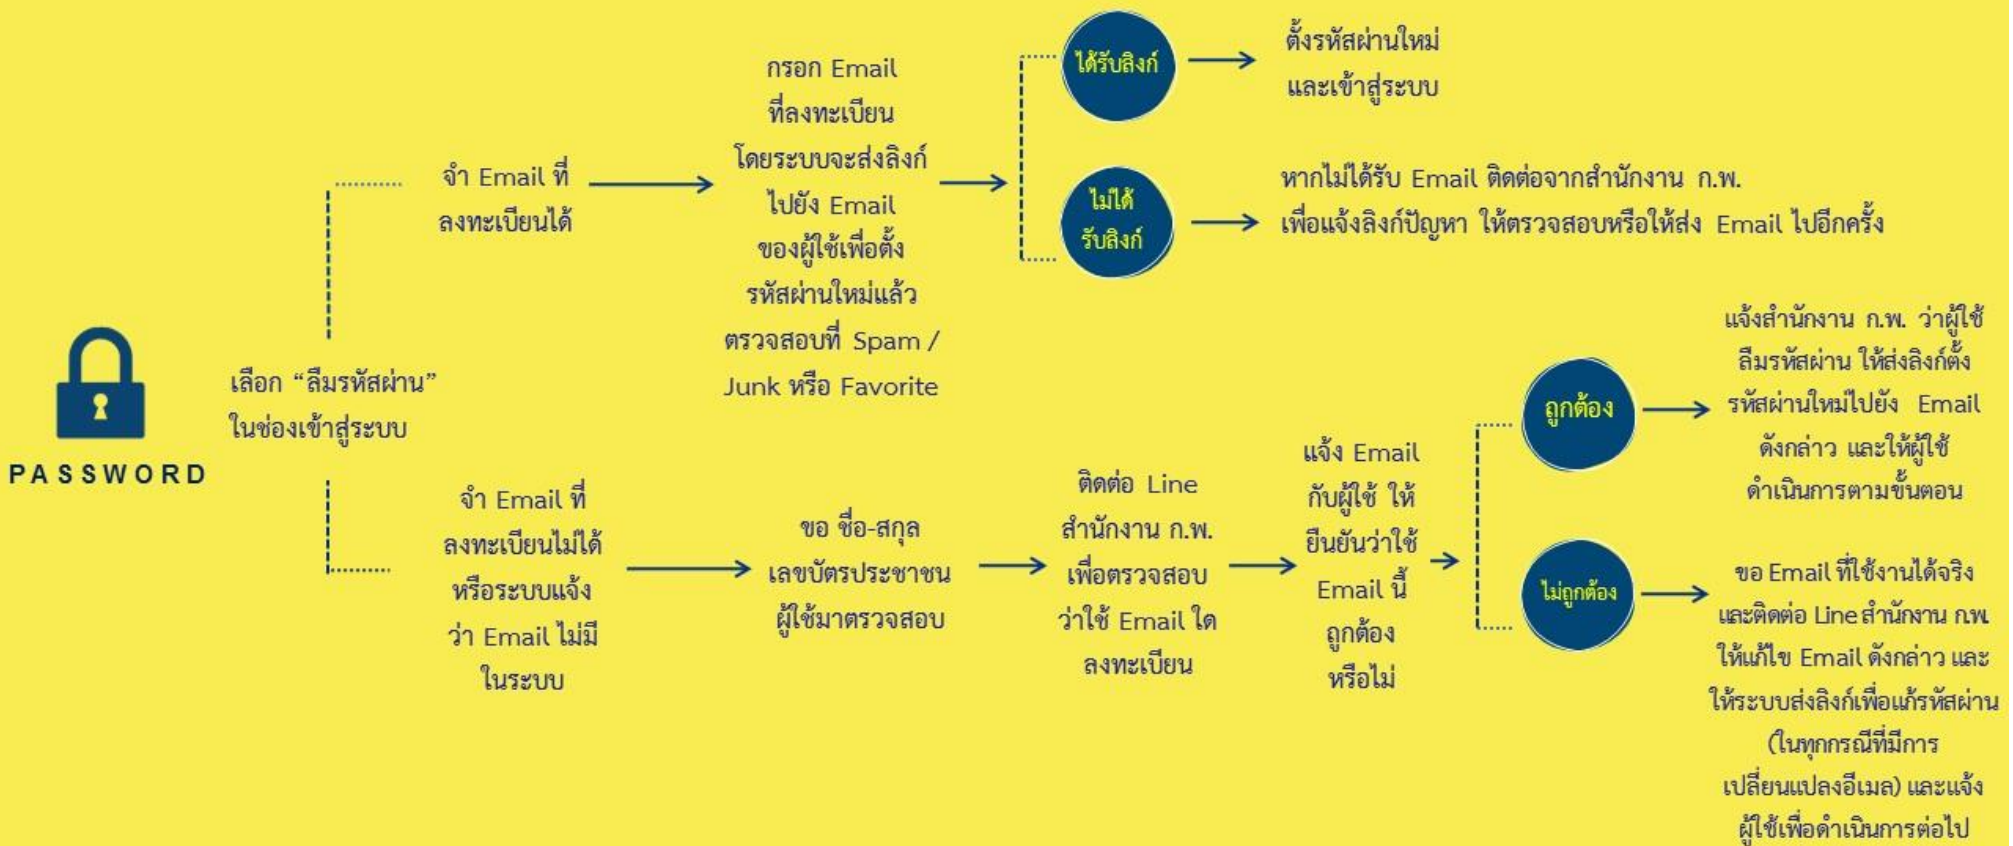 PASSWORD
เลือก “ลืมรหัสผ่าน”
ในช่องเข้าสู่ระบบ
จำ Email ที่
ลงทะเบียนได้
กรอก Email
ที่ลงทะเบียน
โดยระบบจะส่งลิงก์
ไปยัง Email
ของผู้ใช้เพื่อตั้ง
รหัสผ่านใหม่แล้ว
ตรวจสอบที่ Spam /
Junk หรือ Favorite
ได้รับลิงก์
ตั้งรหัสผ่านใหม่
และเข้าสู่ระบบ
ไม่ได้
รับลิงก์
หากไม่ได้รับ Email ติดต่อจากสำนักงาน ก.พ.
เพื่อแจ้งลิงก์ปัญหา ให้ตรวจสอบหรือให้ส่ง Email ไปอีกครั้ง
จำ Email ที่
ลงทะเบียนไม่ได้
หรือระบบแจ้ง
ว่า Email ไม่มี
ในระบบ
ขอ ชื่อ-สกุล
เลขบัตรประชาชน
ผู้ใช้มาตรวจสอบ
ติดต่อ Line
สำนักงาน ก.พ.
เพื่อตรวจสอบ
ว่าใช้ Email ใด
ลงทะเบียน
แจ้ง Email
กับผู้ใช้ ให้
ยืนยันว่าใช้
Email นี้
ถูกต้อง
หรือไม่
ถูกต้อง
แจ้งสำนักงาน ก.พ. ว่าผู้ใช้
ลืมรหัสผ่าน ให้ส่งลิงก์ตั้ง
รหัสผ่านใหม่ไปยัง Email
ดังกล่าว และให้ผู้ใช้
ดำเนินการตามขั้นตอน
ไม่ถูกต้อง
ขอ Email ที่ใช้งานได้จริง
และติดต่อ Line สำนักงาน ก.พ.
ให้แก้ไข Email ดังกล่าว และ
ให้ระบบส่งลิงก์เพื่อแก้รหัสผ่าน
(ในทุกกรณีที่มีการ
เปลี่ยนแปลงอีเมล) และแจ้ง
ผู้ใช้เพื่อดำเนินการต่อไป